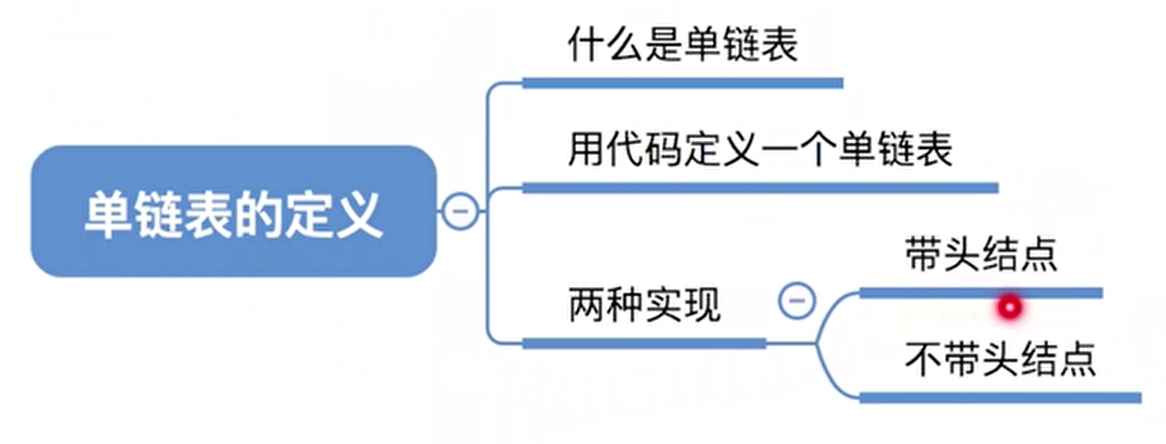 什么是单链表
用代码定义一个单链表
单链表的定义
带头结点
两种实现
不带头结点